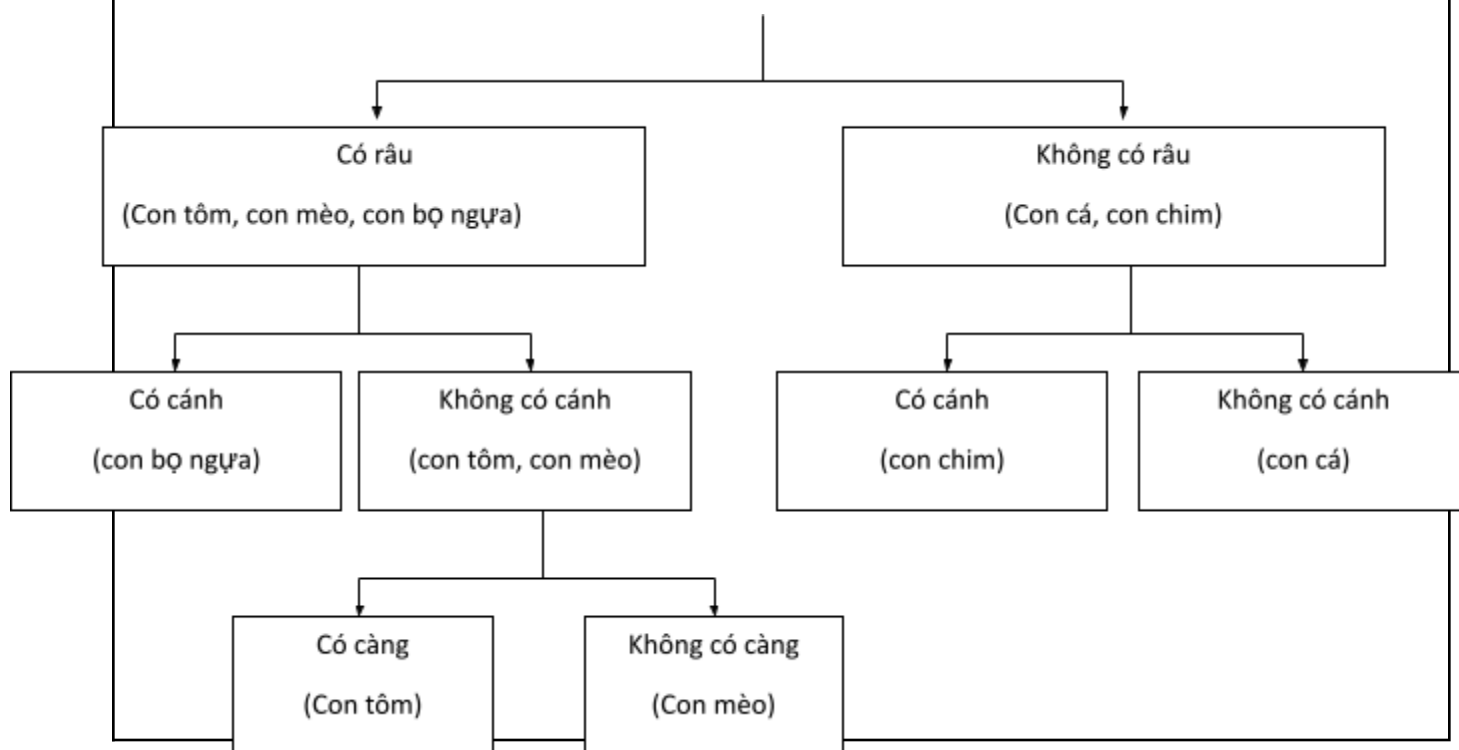 Có râu
(Con tôm, con mèo, con bọ ngựa)
Không có râu
(Con cá, con chim)
Có cánh
(con bọ ngựa)
Không có cánh
(con tôm, con mèo)
Có cánh
(con chim)
Không có cánh
(con cá)
Có càng
(Con tôm)
Không có càng
(Con mèo)